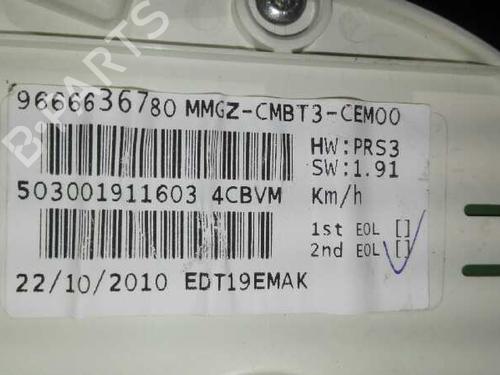 9666636780 MMGZ-CMBT3-CEM00
HW:PRS3
SW:1.91
503001911603 4CBVM
Km/h
1st EOL []
2nd EOL []
22/10/2010 EDT19EMAK
B-PARTS